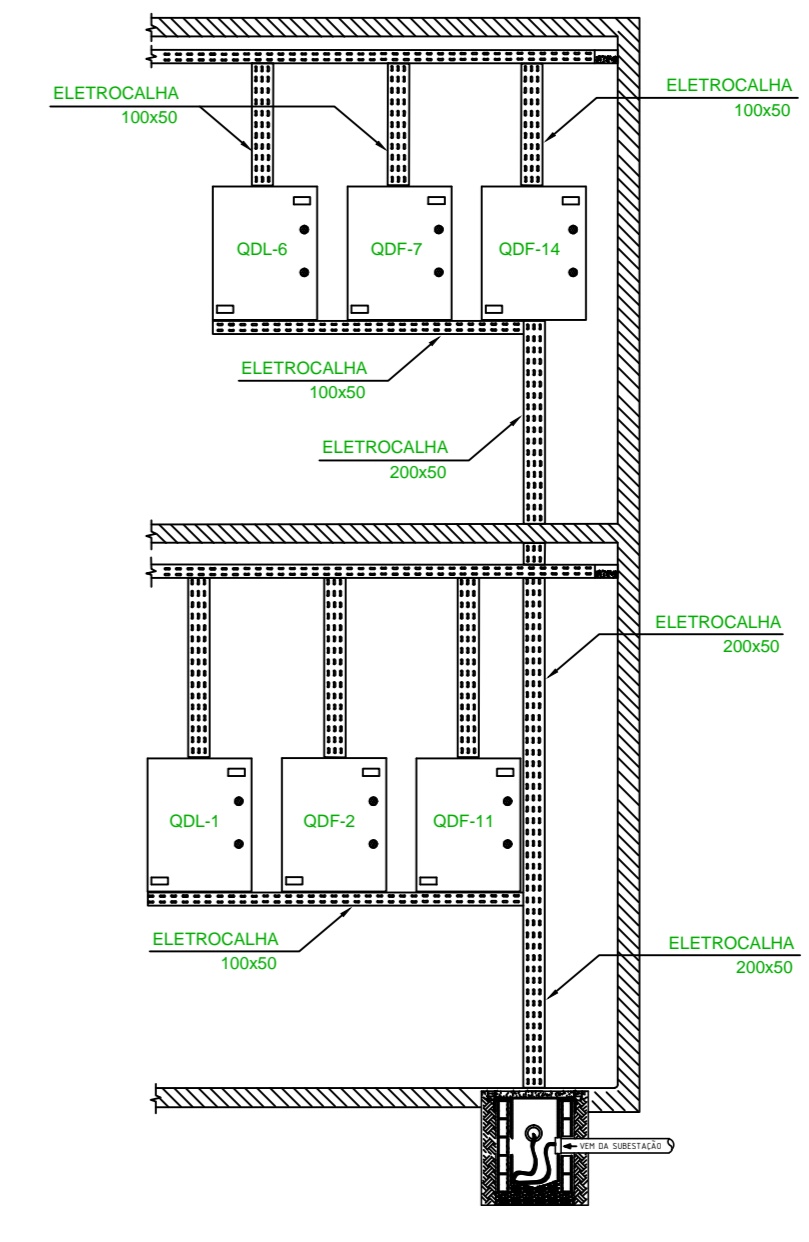 ELETROCALHA
100x50
ELETROCALHA
100x50
QDL-6
QDF-7
QDF-14
ELETROCALHA
100x50
ELETROCALHA
200x50
ELETROCALHA
200x50
QDL-1
QDF-2
QDF-11
ELETROCALHA
100x50
ELETROCALHA
200x50
VEM DA SUBESTAÇÃO